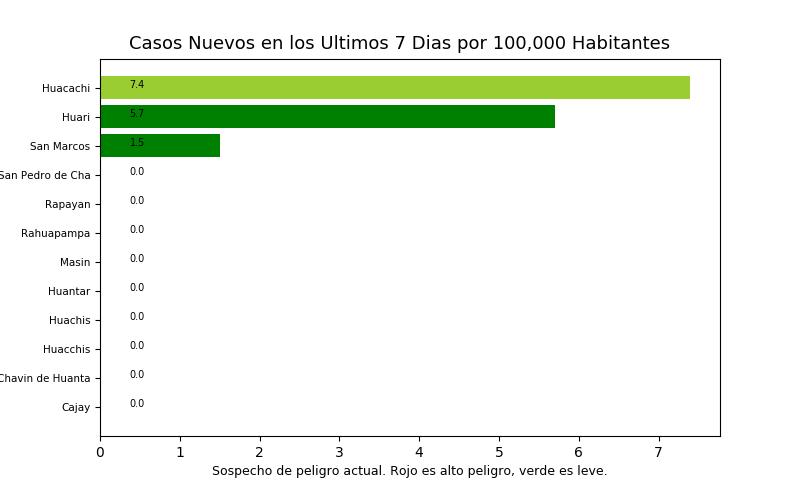 Casos Nuevos en los Ultimos 7 Dias por 100,000 Habitantes
Huacachi 7.4
Huari 5.7
San Marcos 1.5
San Pedro de Cha 0.0
Rapayan 0.0
Rahuapampa 0.0
Masin 0.0
Huantar 0.0
Huachis 0.0
Huacchis 0.0
Chavin de Huanta 0.0
Cajay 0.0
0 1 2 3 4 5 6 7
Sospecho de peligro actual. Rojo es alto peligro, verde es leve.